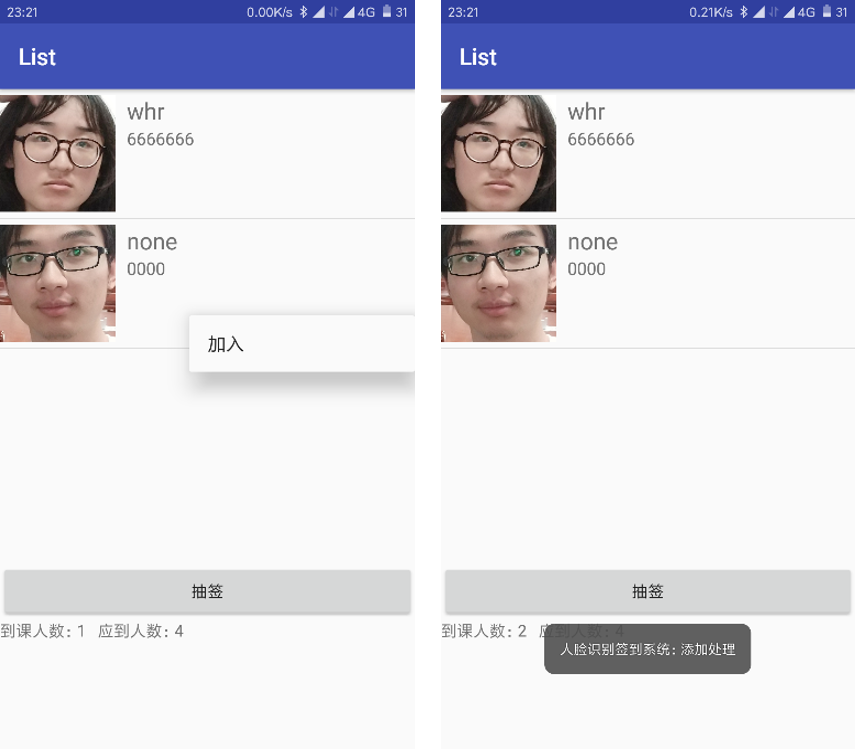 23:21 0.00K/s 4G 31
List
whr
6666666
none
0000
加入
抽签
到课人数: 1 应到人数: 4
23:21 0.21K/s 4G 31
List
whr
6666666
none
0000
抽签
到课人数: 2 应到人数: 4
人脸识别签到系统: 添加处理